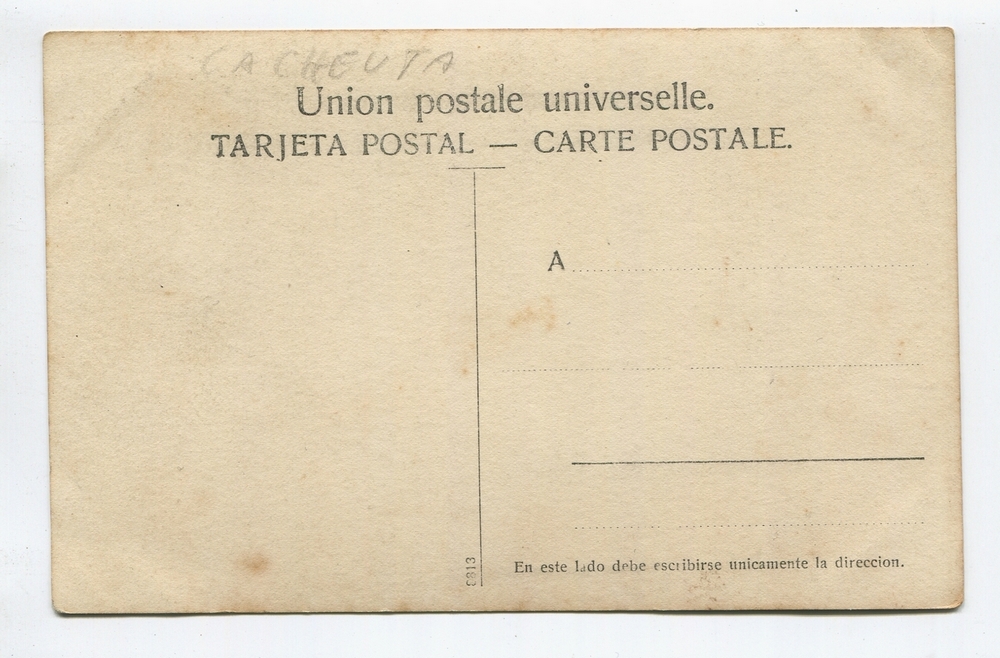 CACHEUTA
Union postale universelle.
TARJETA POSTAL — CARTE POSTALE.
A
En este lado debe escribirse unicamente la direccion.